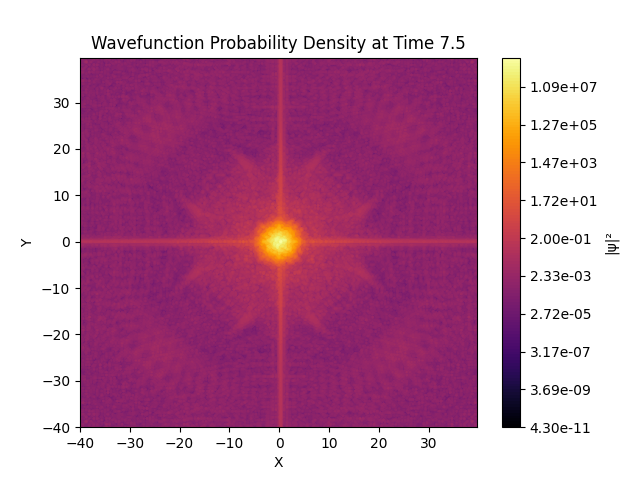 Wavefunction Probability Density at Time 7.5
Y
30
20
10
0
−10
−20
−30
−40
−40 −30 −20 −10 0 10 20 30
X
1.09e+07
1.27e+05
1.47e+03
1.72e+01
2.00e-01
2.33e-03
2.72e-05
3.17e-07
3.69e-09
4.30e-11
|ψ|²